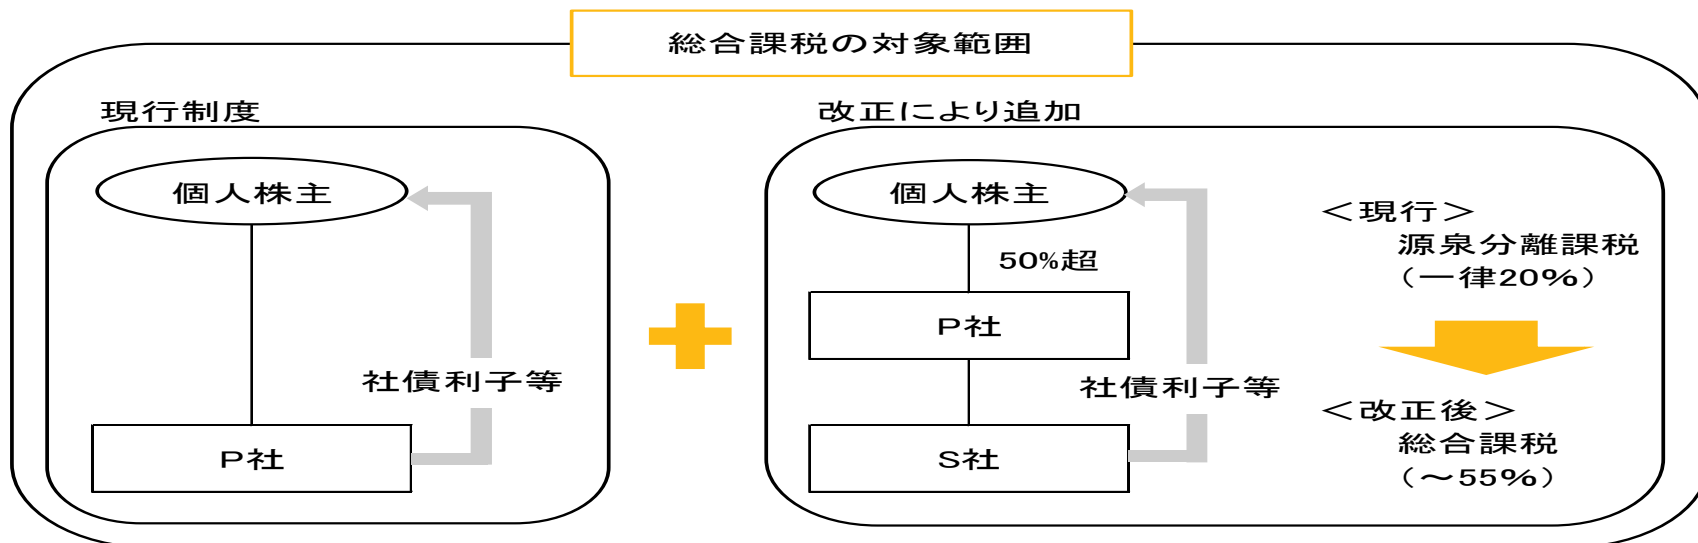 総合課税の対象範囲
現行制度
個人株主
社債利子等
P社
改正により追加
個人株主
50%超
P社
社債利子等
S社
＜現行＞
源泉分離課税
（一律20%）
＜改正後＞
総合課税
（～55%）